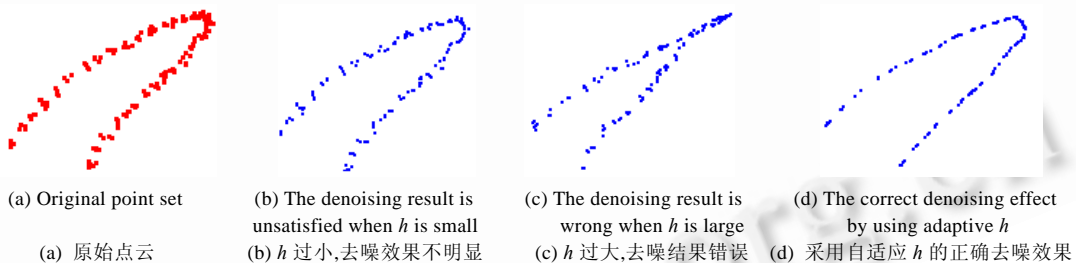 (a) Original point set
(b) The denoising result is
unsatisfied when h is small
(c) The denoising result is
wrong when h is large
(d) The correct denoising effect
by using adaptive h
(a) 原始点云
(b) h 过小,去噪效果不明显
(c) h 过大,去噪结果错误
(d) 采用自适应 h 的正确去噪效果